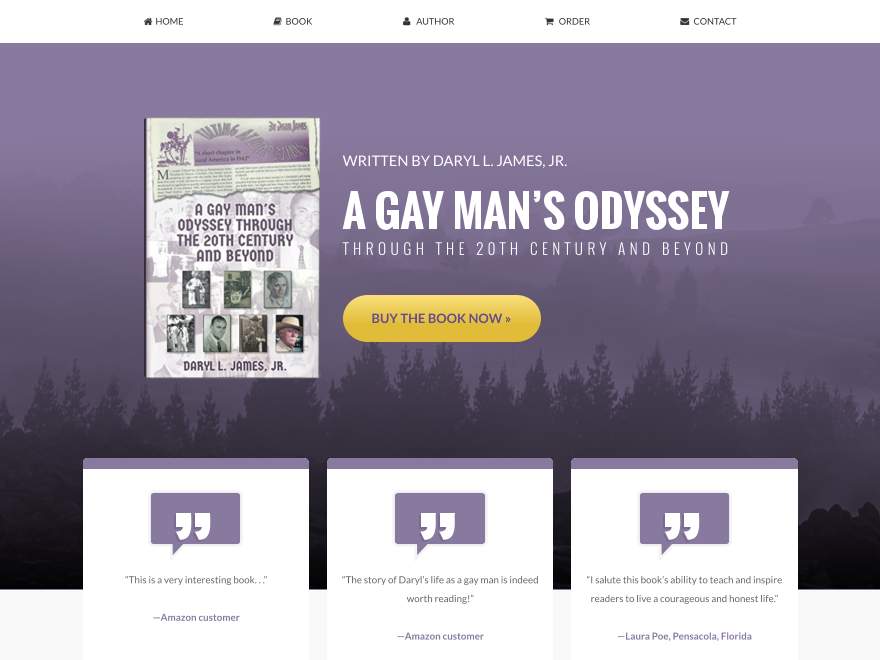 HOME
BOOK
AUTHOR
ORDER
CONTACT
"A short chapter in
rural America in 1943"
A GAY MAN'S
ODYSSEY THROUGH
THE 20TH CENTURY
AND BEYOND
DARYL L. JAMES, JR.
WRITTEN BY DARYL L. JAMES, JR.
A GAY MAN'S ODYSSEY
THROUGH THE 20TH CENTURY AND BEYOND
BUY THE BOOK NOW »
"This is a very interesting book. . ."
—Amazon customer
"The story of Daryl's life as a gay man is indeed
worth reading!"
—Amazon customer
"I salute this book's ability to teach and inspire
readers to live a courageous and honest life."
—Laura Poe, Pensacola, Florida